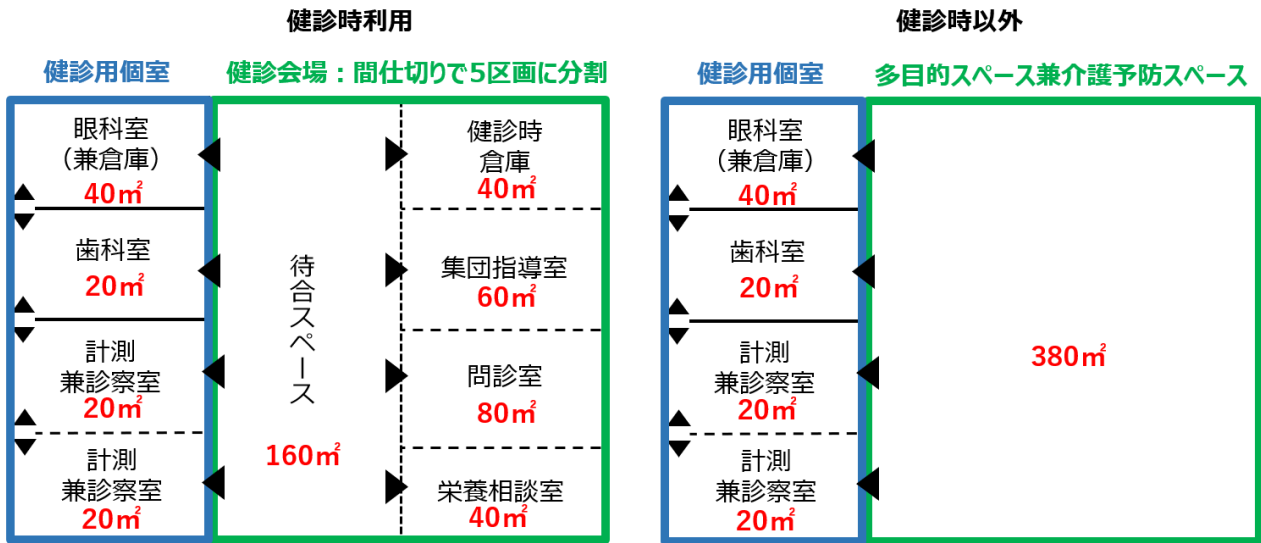 健診時利用
健診用個室
健診会場：間仕切りで5区画に分割
眼科室
（兼倉庫）
40㎡
歯科室
20㎡
計測
兼診察室
20㎡
計測
兼診察室
20㎡
待合スペース
160㎡
健診時
倉庫
40㎡
集団指導室
60㎡
問診室
80㎡
栄養相談室
40㎡
健診時以外
健診用個室
多目的スペース兼介護予防スペース
眼科室
（兼倉庫）
40㎡
歯科室
20㎡
計測
兼診察室
20㎡
計測
兼診察室
20㎡
380㎡